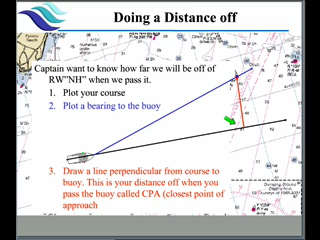 Doing a Distance off
Captain want to know how far we will be off of
RW"NH" when we pass it.
1. Plot your course
2. Plot a bearing to the buoy
3. Draw a line perpendicular from course to
buoy. This is your distance off when you
pass the buoy called CPA (closest point of
approach